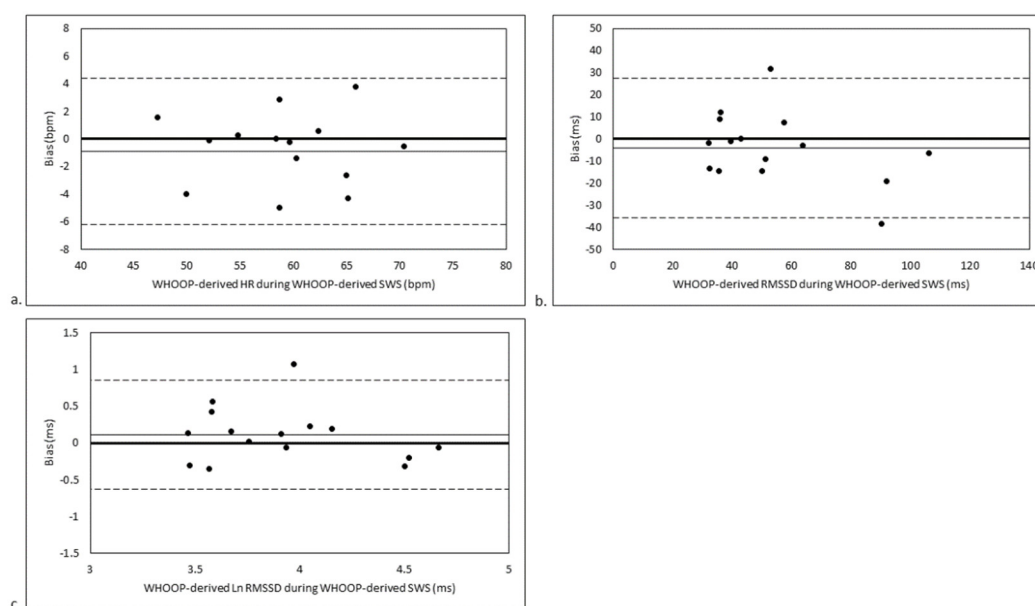 8
6
4
2
0
-2
-4
-6
-8
Bias (bpm)
40 45 50 55 60 65 70 75 80
WHOOP-derived HR during WHOOP-derived SWS (bpm)
a.
50
40
30
20
10
0
-10
-20
-30
-40
-50
Bias (ms)
0 20 40 60 80 100 120 140
WHOOP-derived RMSSD during WHOOP-derived SWS (ms)
b.
1.5
1
0.5
0
-0.5
-1
-1.5
Bias (ms)
3 3.5 4 4.5 5
WHOOP-derived Ln RMSSD during WHOOP-derived SWS (ms)
c.